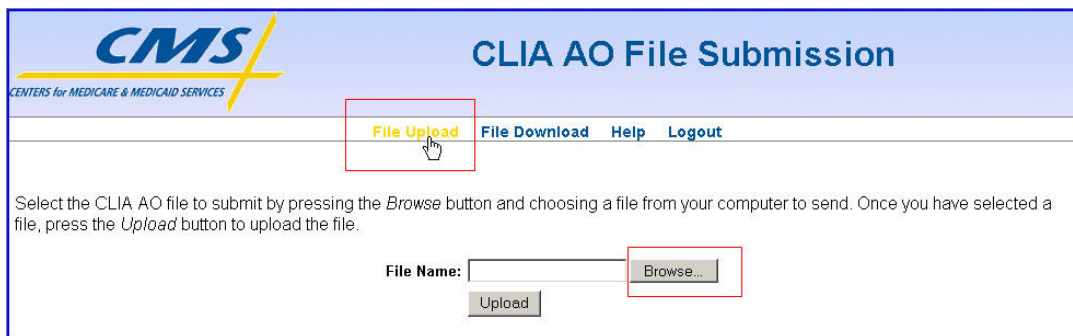 CMS
CENTERS for MEDICARE & MEDICAID SERVICES
CLIA AO File Submission
File Upload File Download Help Logout
Select the CLIA AO file to submit by pressing the Browse button and choosing a file from your computer to send. Once you have selected a
file, press the Upload button to upload the file.
File Name: Browse...
Upload